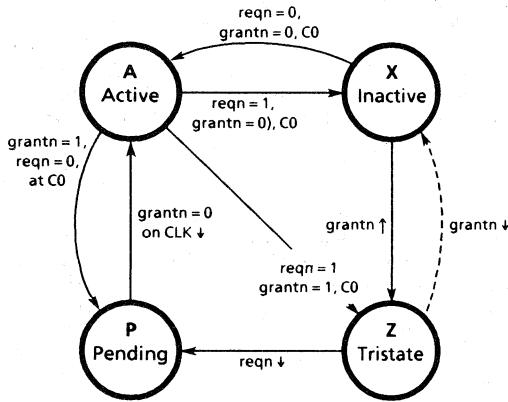 reqn = 0,
grantn = 0, C0
A
Active
X
Inactive
reqn = 1,
grantn = 0), C0
grantn = 1,
reqn = 0,
at C0
grantn = 0
on CLK ↓
grantn ↑
grantn ↓
reqn = 1
grantn = 1, C0
P
Pending
Z
Tristate
reqn ↓